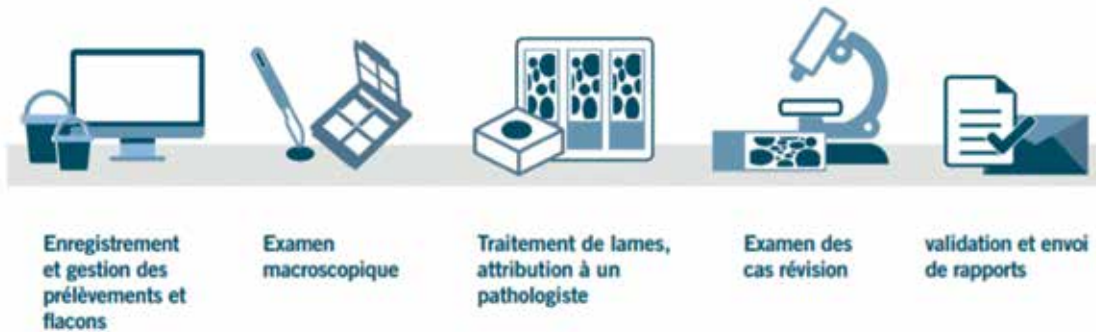 Enregistrement
et gestion des
prélèvements et
flacons
Examen
macroscopique
Traitement de lames,
attribution à un
pathologiste
Examen des
cas révision
validation et envoi
de rapports